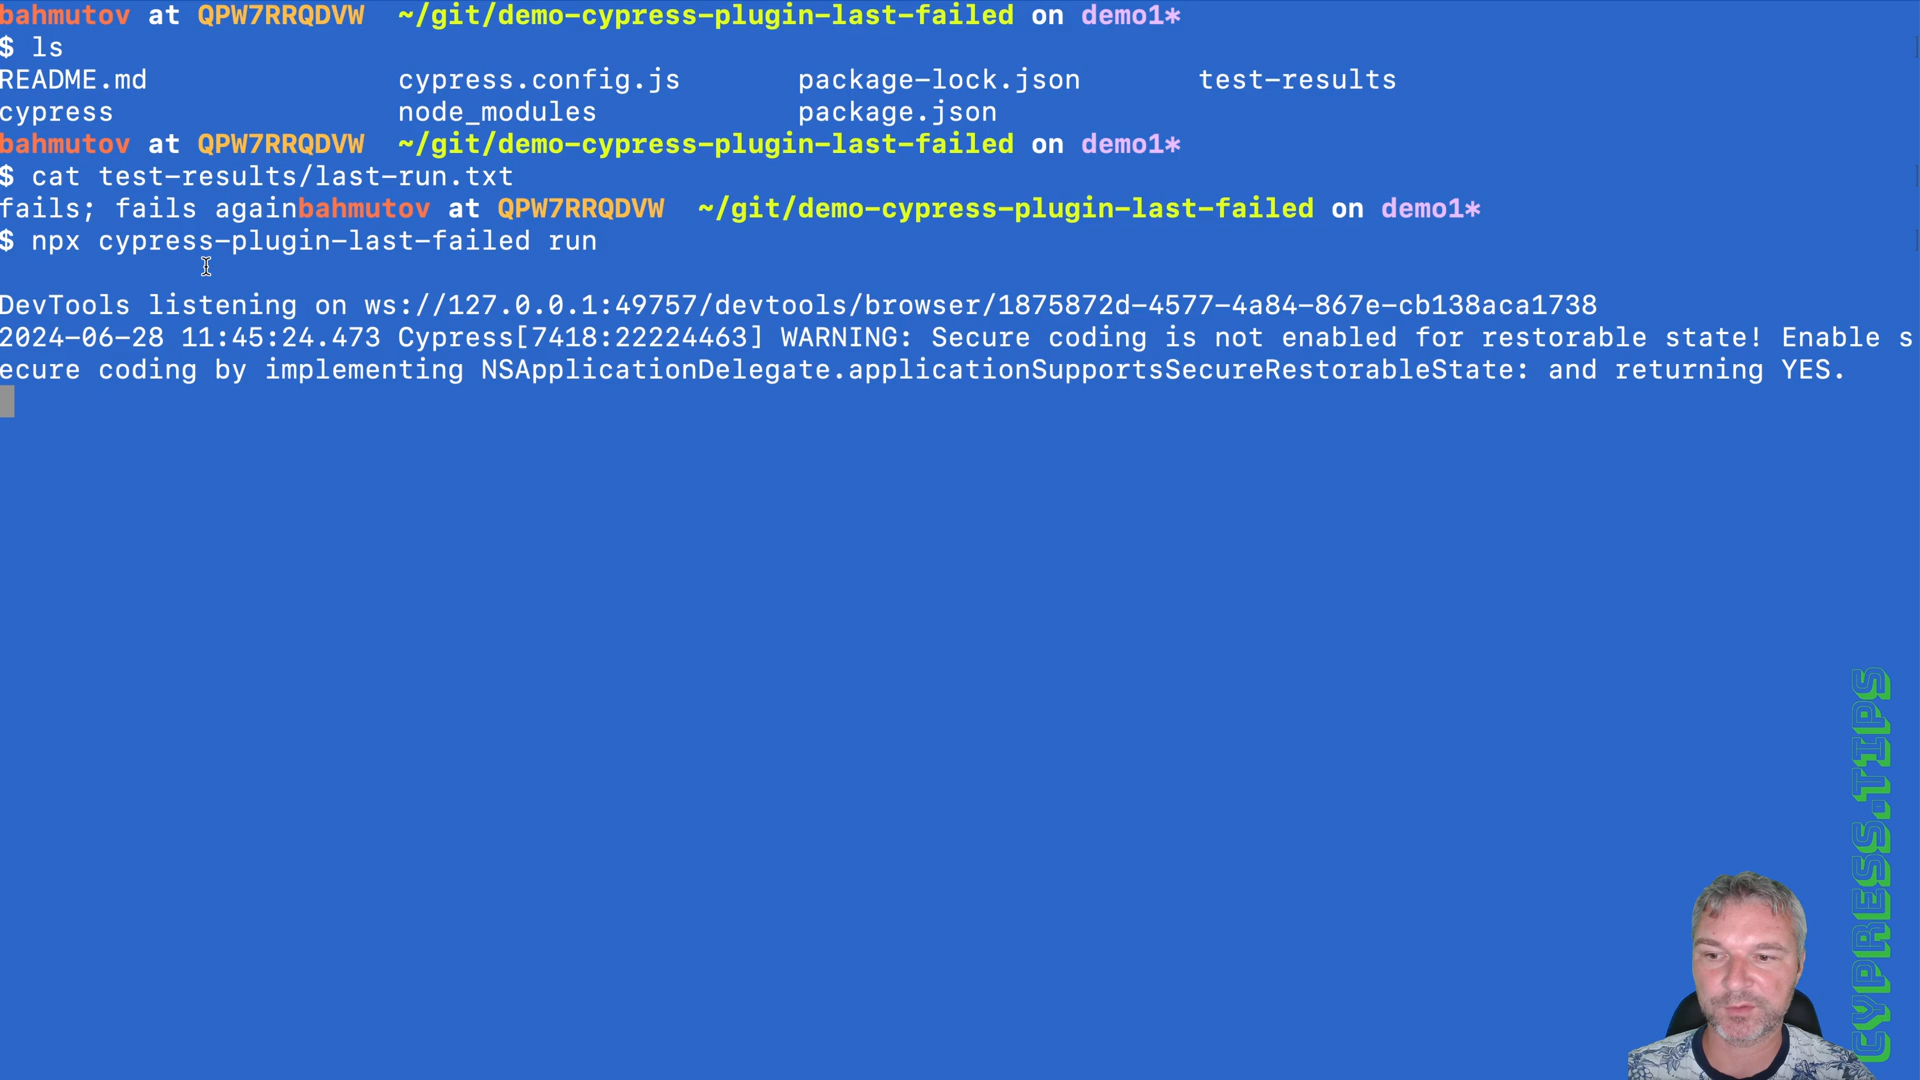 bahmutov at QPW7RRQDVW ~/git/demo-cypress-plugin-last-failed on demo1*
$ ls
README.md cypress.config.js package-lock.json test-results
cypress node_modules package.json
bahmutov at QPW7RRQDVW ~/git/demo-cypress-plugin-last-failed on demo1*
$ cat test-results/last-run.txt
fails; fails againbahmutov at QPW7RRQDVW ~/git/demo-cypress-plugin-last-failed on demo1*
$ npx cypress-plugin-last-failed run
DevTools listening on ws://127.0.0.1:49757/devtools/browser/1875872d-4577-4a84-867e-cb138aca1738
2024-06-28 11:45:24.473 Cypress[7418:22224463] WARNING: Secure coding is not enabled for restorable state! Enable s
ecure coding by implementing NSApplicationDelegate.applicationSupportsSecureRestorableState: and returning YES.
CYPRESS.TIPS